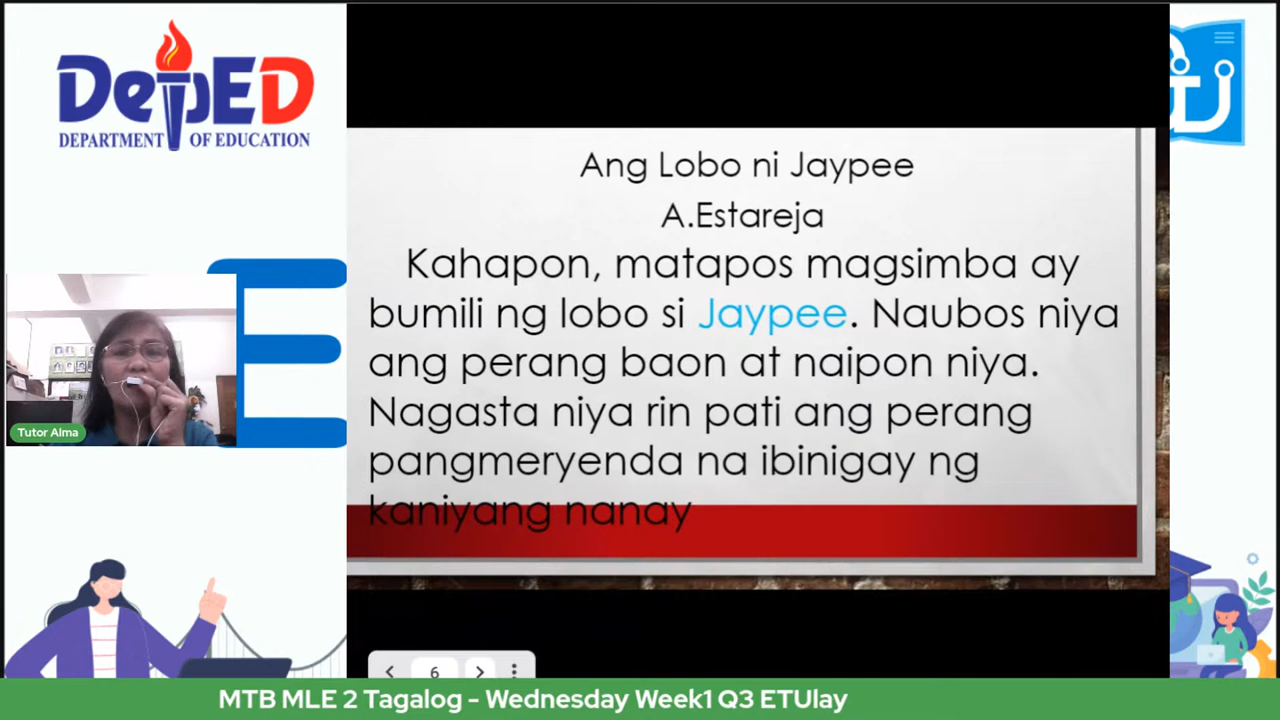 DepED
DEPARTMENT OF EDUCATION
Ang Lobo ni Jaypee
A.Estareja
Kahapon, matapos magsimba ay
bumili ng lobo si Jaypee. Naubos niya
ang perang baon at naipon niya.
Nagasta niya rin pati ang perang
pangmeryenda na ibinigay ng
kaniyang nanay
E
Tutor Alma
6
MTB MLE 2 Tagalog - Wednesday Week1 Q3 ETUlay